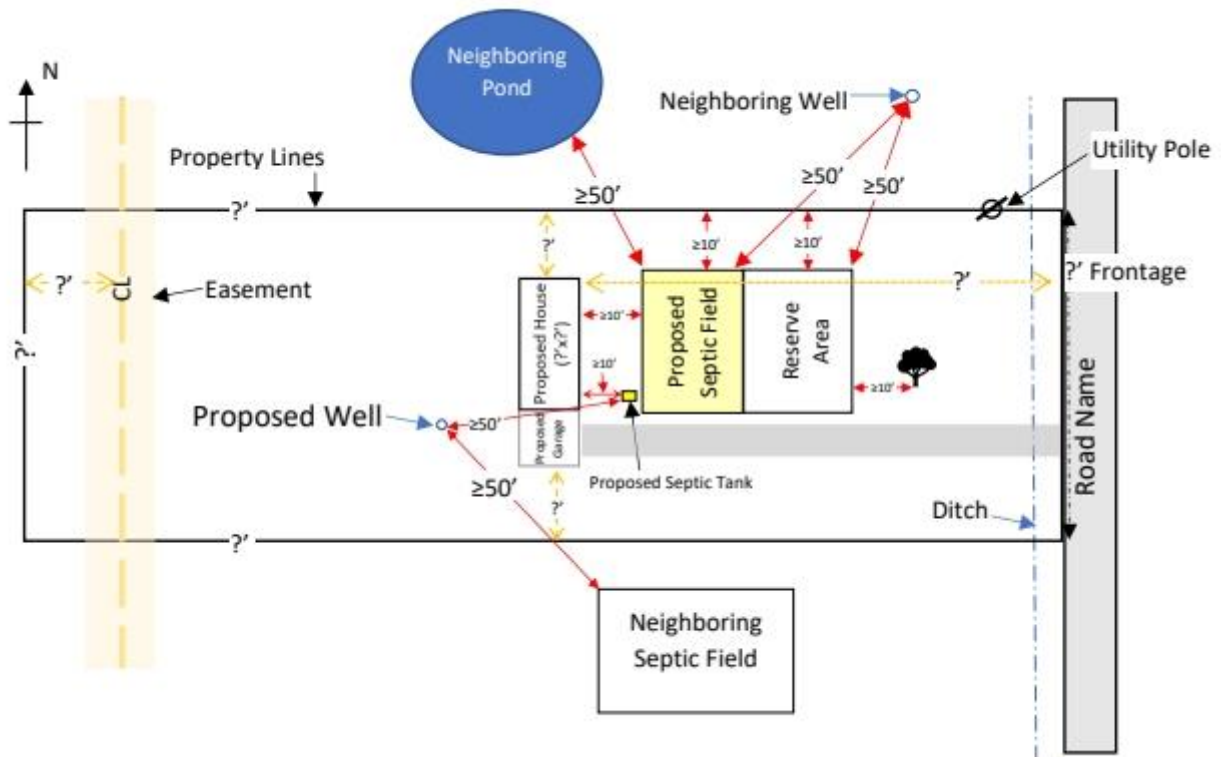 Neighboring
Pond
N
Neighboring Well
Utility Pole
Property Lines
≥50’
≥50’
≥50’
?’
?’
≥10’
≥10’
?’
CL
Easement
?’
?’ Frontage
?’
Proposed House
(?’x?’)
≥10’
Proposed
Septic Field
Reserve
Area
≥10’
≥10’
Proposed Well
≥50’
Proposed
Garage
Road Name
≥50’
Proposed Septic Tank
?’
Ditch
?’
Neighboring
Septic Field